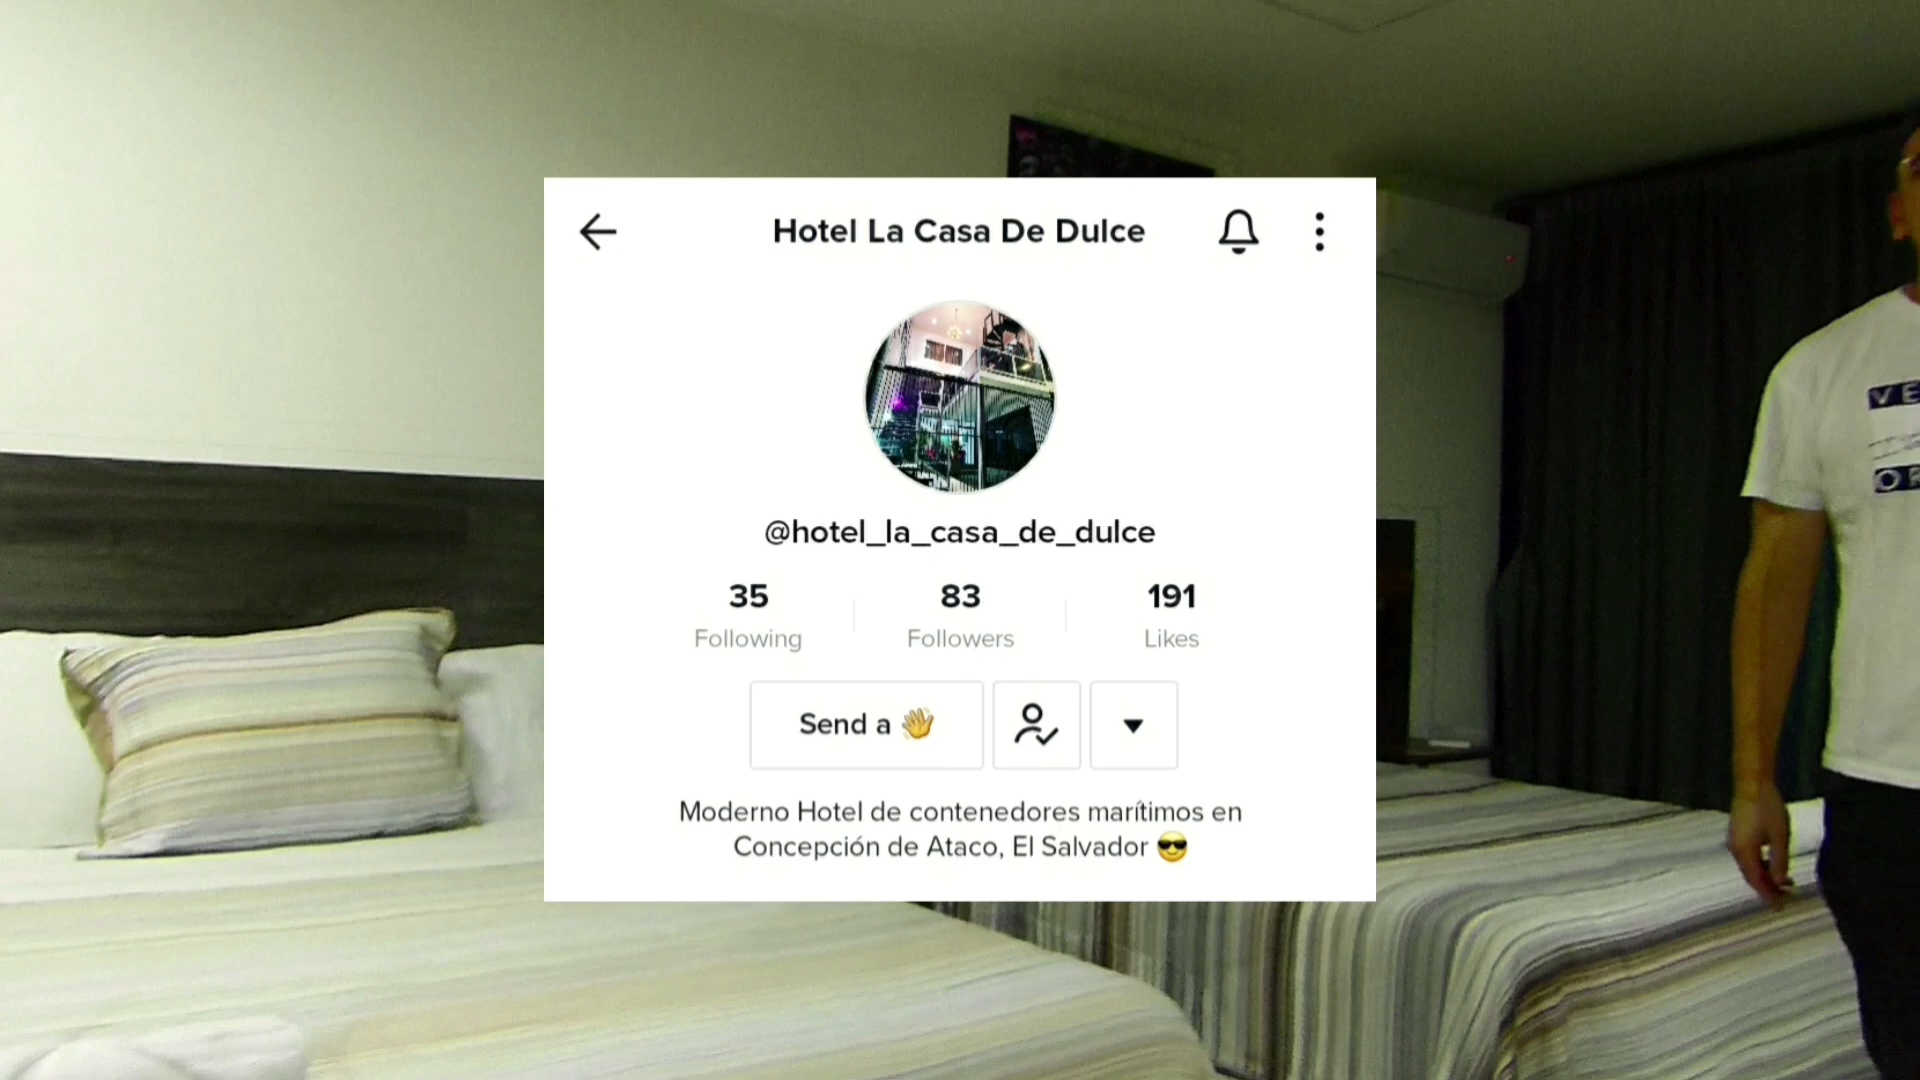 Hotel La Casa De Dulce
@hotel_la_casa_de_dulce
35
Following
83
Followers
191
Likes
Send a 👋
Moderno Hotel de contenedores marítimos en
Concepción de Ataco, El Salvador 😎